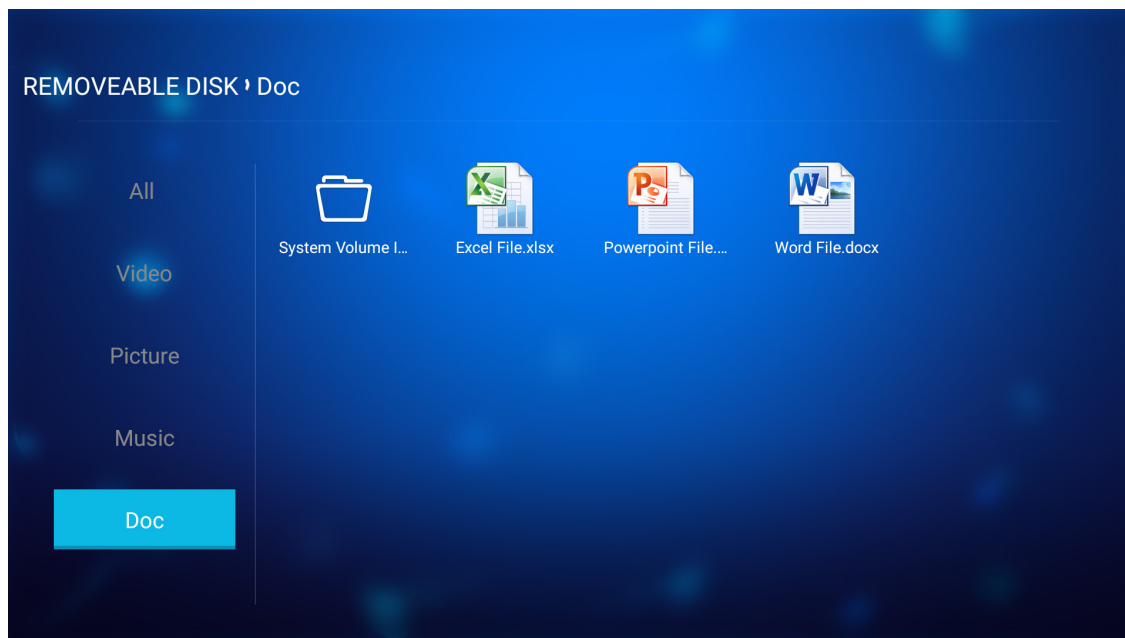 REMOVEABLE DISK Doc
All
Video
Picture
Music
Doc
System Volume I...
Excel File.xlsx
Powerpoint File....
Word File.docx